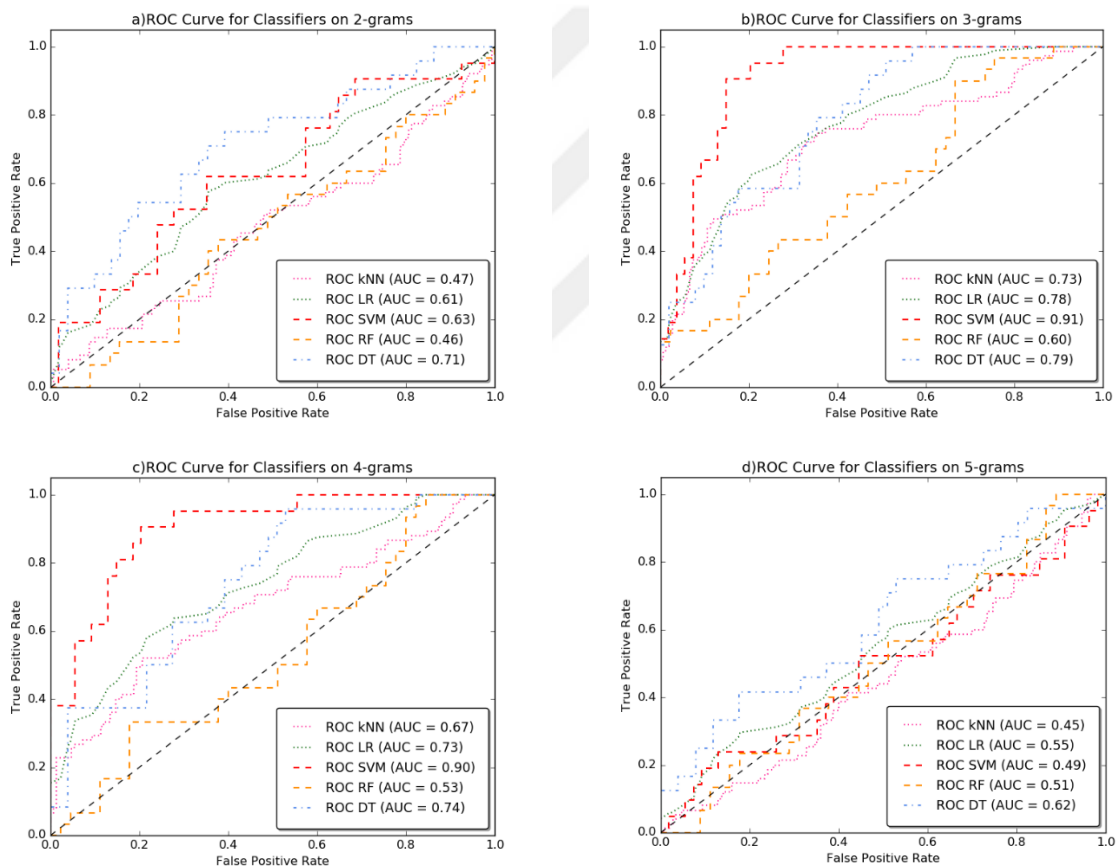 a)ROC Curve for Classifiers on 2-grams
1.0
0.8
0.6
0.4
0.2
0.0
True Positive Rate
ROC kNN (AUC = 0.47)
ROC LR (AUC = 0.61)
ROC SVM (AUC = 0.63)
ROC RF (AUC = 0.46)
ROC DT (AUC = 0.71)
0.0 0.2 0.4 0.6 0.8 1.0
False Positive Rate
b)ROC Curve for Classifiers on 3-grams
1.0
0.8
0.6
0.4
0.2
0.0
True Positive Rate
ROC kNN (AUC = 0.73)
ROC LR (AUC = 0.78)
ROC SVM (AUC = 0.91)
ROC RF (AUC = 0.60)
ROC DT (AUC = 0.79)
0.0 0.2 0.4 0.6 0.8 1.0
False Positive Rate
c)ROC Curve for Classifiers on 4-grams
1.0
0.8
0.6
0.4
0.2
0.0
True Positive Rate
ROC kNN (AUC = 0.67)
ROC LR (AUC = 0.73)
ROC SVM (AUC = 0.90)
ROC RF (AUC = 0.53)
ROC DT (AUC = 0.74)
0.0 0.2 0.4 0.6 0.8 1.0
False Positive Rate
d)ROC Curve for Classifiers on 5-grams
1.0
0.8
0.6
0.4
0.2
0.0
True Positive Rate
ROC kNN (AUC = 0.45)
ROC LR (AUC = 0.55)
ROC SVM (AUC = 0.49)
ROC RF (AUC = 0.51)
ROC DT (AUC = 0.62)
0.0 0.2 0.4 0.6 0.8 1.0
False Positive Rate